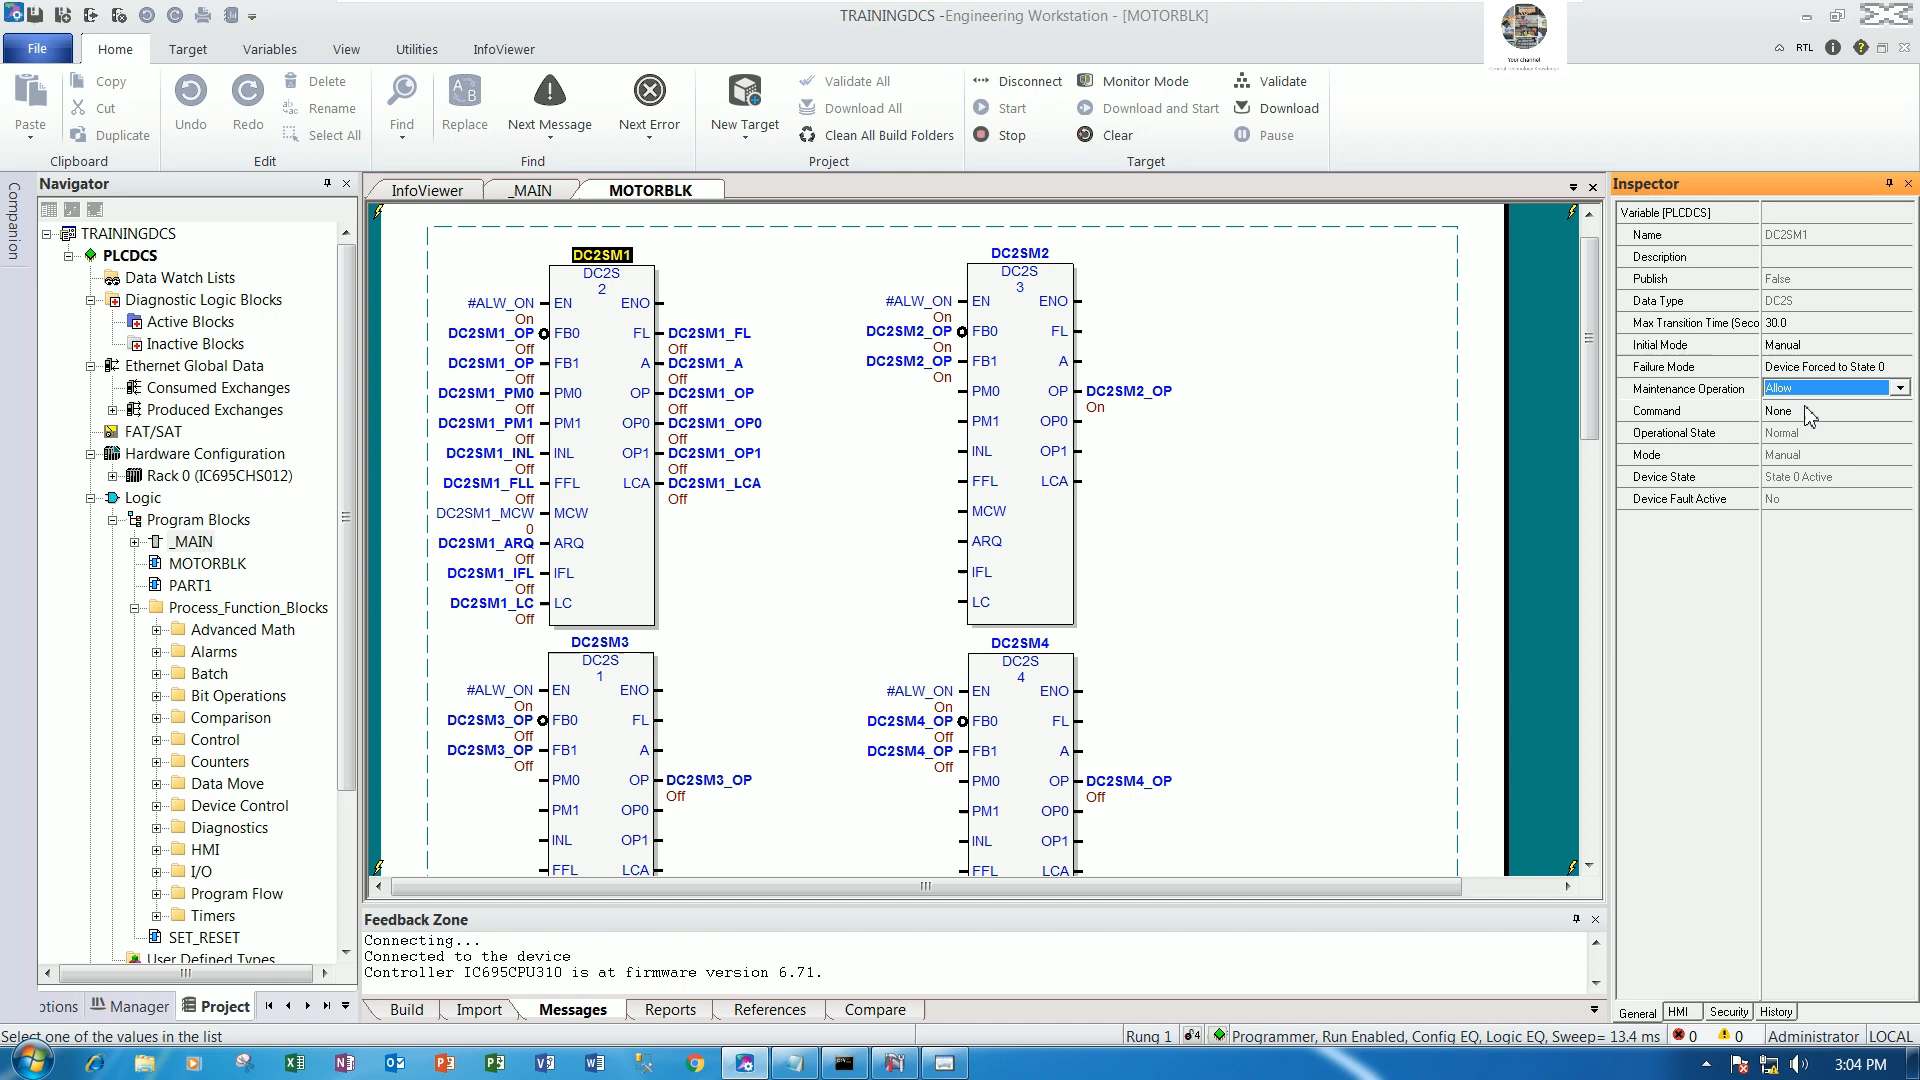 TRAININGDCS -Engineering Workstation - [MOTORBLK]
Your channel
File
Home
Target
Variables
View
Utilities
InfoViewer
RTL
Paste
Copy
Cut
Duplicate
Clipboard
Undo
Redo
Delete
Rename
Select All
Edit
Find
Replace
Next Message
Next Error
Find
New Target
Validate All
Download All
Clean All Build Folders
Project
Disconnect
Start
Stop
Monitor Mode
Download and Start
Clear
Validate
Download
Pause
Target
Companion
Navigator
TRAININGDCS
PLCDCS
Data Watch Lists
Diagnostic Logic Blocks
Active Blocks
Inactive Blocks
Ethernet Global Data
Consumed Exchanges
Produced Exchanges
FAT/SAT
Hardware Configuration
Rack 0 (IC695CHS012)
Logic
Program Blocks
_MAIN
MOTORBLK
PART1
Process_Function_Blocks
Advanced Math
Alarms
Batch
Bit Operations
Comparison
Control
Counters
Data Move
Device Control
Diagnostics
HMI
I/O
Program Flow
Timers
SET_RESET
User Defined Types
otions
Manager
Project
InfoViewer
_MAIN
MOTORBLK
DC2SM1
DC2S
2
#ALW_ON EN ENO
On
DC2SM1_OP FB0 FL DC2SM1_FL
Off Off
DC2SM1_OP FB1 A DC2SM1_A
Off Off
DC2SM1_PM0 PM0 OP DC2SM1_OP
Off Off
DC2SM1_PM1 PM1 OP0 DC2SM1_OP0
Off Off
DC2SM1_INL INL OP1 DC2SM1_OP1
Off Off
DC2SM1_FLL FFL LCA DC2SM1_LCA
Off Off
DC2SM1_MCW MCW
0
DC2SM1_ARQ ARQ
Off
DC2SM1_IFL IFL
Off
DC2SM1_LC LC
Off
DC2SM2
DC2S
3
#ALW_ON EN ENO
On
DC2SM2_OP FB0 FL
On
DC2SM2_OP FB1 A
On
PM0 OP DC2SM2_OP
On
PM1 OP0
INL OP1
FFL LCA
MCW
ARQ
IFL
LC
DC2SM3
DC2S
1
#ALW_ON EN ENO
On
DC2SM3_OP FB0 FL
Off
DC2SM3_OP FB1 A
Off
PM0 OP DC2SM3_OP
Off
PM1 OP0
INL OP1
FFL LCA
DC2SM4
DC2S
4
#ALW_ON EN ENO
On
DC2SM4_OP FB0 FL
Off
DC2SM4_OP FB1 A
Off
PM0 OP DC2SM4_OP
Off
PM1 OP0
INL OP1
FFL LCA
Feedback Zone
Connecting...
Connected to the device
Controller IC695CPU310 is at firmware version 6.71.
Build
Import
Messages
Reports
References
Compare
Inspector
Variable [PLCDCS]
Name DC2SM1
Description
Publish False
Data Type DC2S
Max Transition Time (Seco 30.0
Initial Mode Manual
Failure Mode Device Forced to State 0
Maintenance Operation Allow
Command None
Operational State Normal
Mode Manual
Device State State 0 Active
Device Fault Active No
General
HMI
Security
History
Select one of the values in the list
Rung 1
4
Programmer, Run Enabled, Config EQ, Logic EQ, Sweep= 13.4 ms
0
0
Administrator
LOCAL
3:04 PM